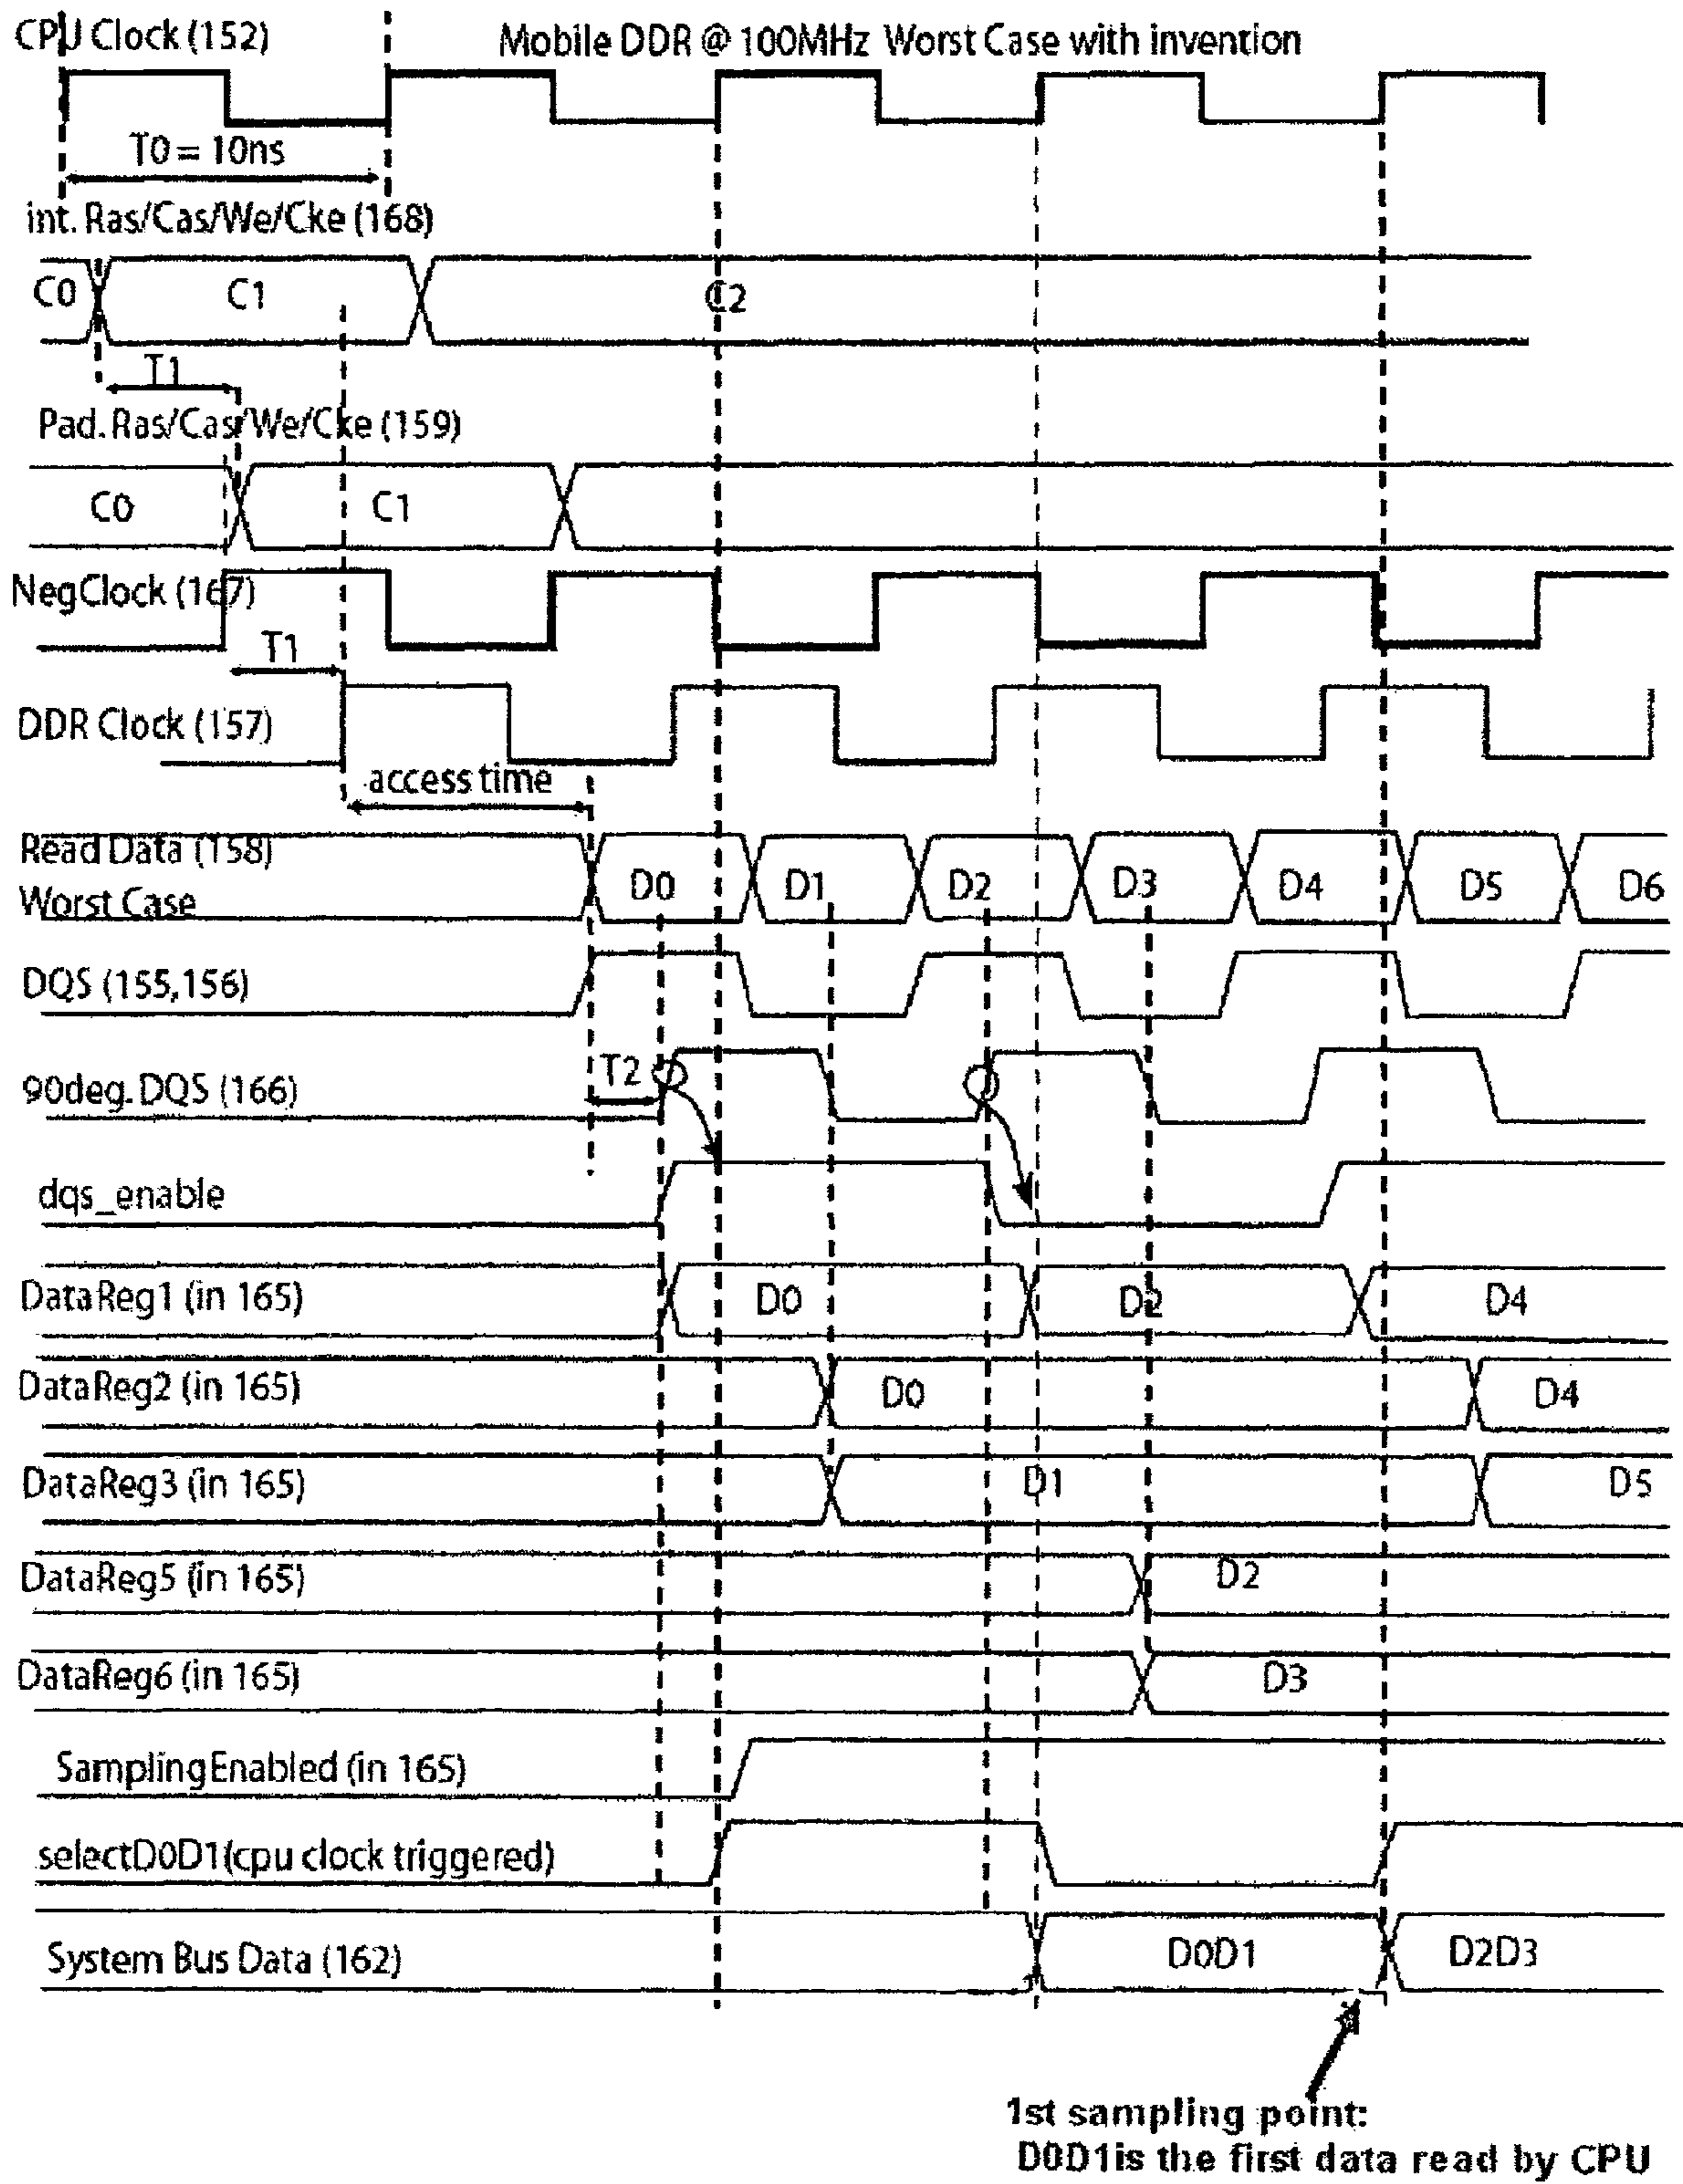 CPU Clock (152)
Mobile DDR @ 100MHz Worst Case with invention
T0 = 10ns
int. Ras/Cas/We/Cke (168)
C0 C1 C2
T1
Pad. Ras/Cas/We/Cke (159)
C0 C1
NegClock (167)
T1
DDR Clock (157)
access time
Read Data (158)
Worst Case
D0 D1 D2 D3 D4 D5 D6
DQS (155,156)
90deg. DQS (166)
T2
dqs_enable
DataReg1 (in 165)
D0 D2 D4
DataReg2 (in 165)
D0 D4
DataReg3 (in 165)
D1 D5
DataReg5 (in 165)
D2
DataReg6 (in 165)
D3
SamplingEnabled (in 165)
selectD0D1(cpu clock triggered)
System Bus Data (162)
D0D1 D2D3
1st sampling point:
D0D1is the first data read by CPU